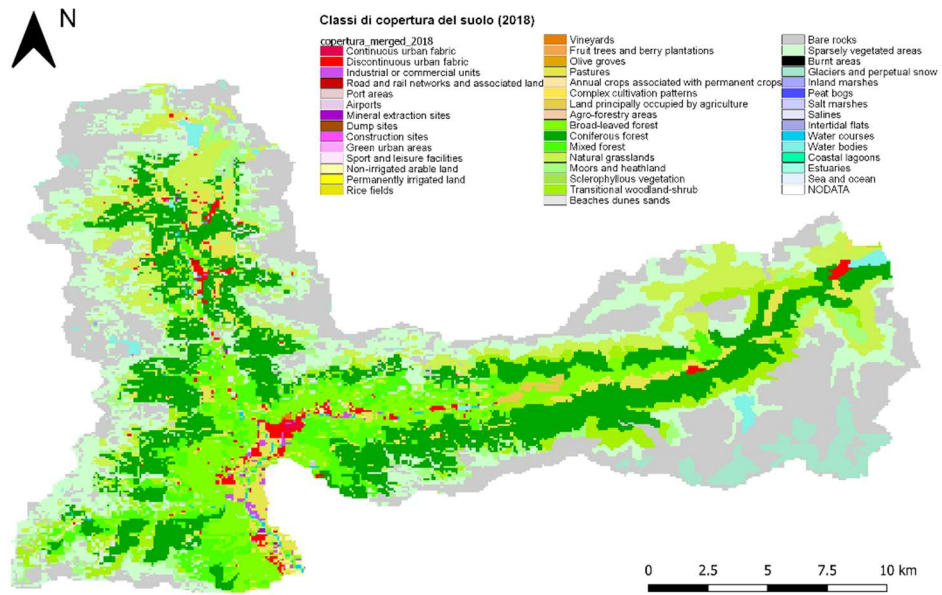 N
Classi di copertura del suolo (2018)
copertura_merged_2018
Continuous urban fabric
Discontinuous urban fabric
Industrial or commercial units
Road and rail networks and associated land
Port areas
Airports
Mineral extraction sites
Dump sites
Construction sites
Green urban areas
Sport and leisure facilities
Non-irrigated arable land
Permanently irrigated land
Rice fields
Vineyards
Fruit trees and berry plantations
Olive groves
Pastures
Annual crops associated with permanent crops
Complex cultivation patterns
Land principally occupied by agriculture
Agro-forestry areas
Broad-leaved forest
Coniferous forest
Mixed forest
Natural grasslands
Moors and heathland
Sclerophyllous vegetation
Transitional woodland-shrub
Beaches dunes sands
Bare rocks
Sparsely vegetated areas
Burnt areas
Glaciers and perpetual snow
Inland marshes
Peat bogs
Salt marshes
Salines
Intertidal flats
Water courses
Water bodies
Coastal lagoons
Estuaries
Sea and ocean
NODATA
0 2.5 5 7.5 10 km